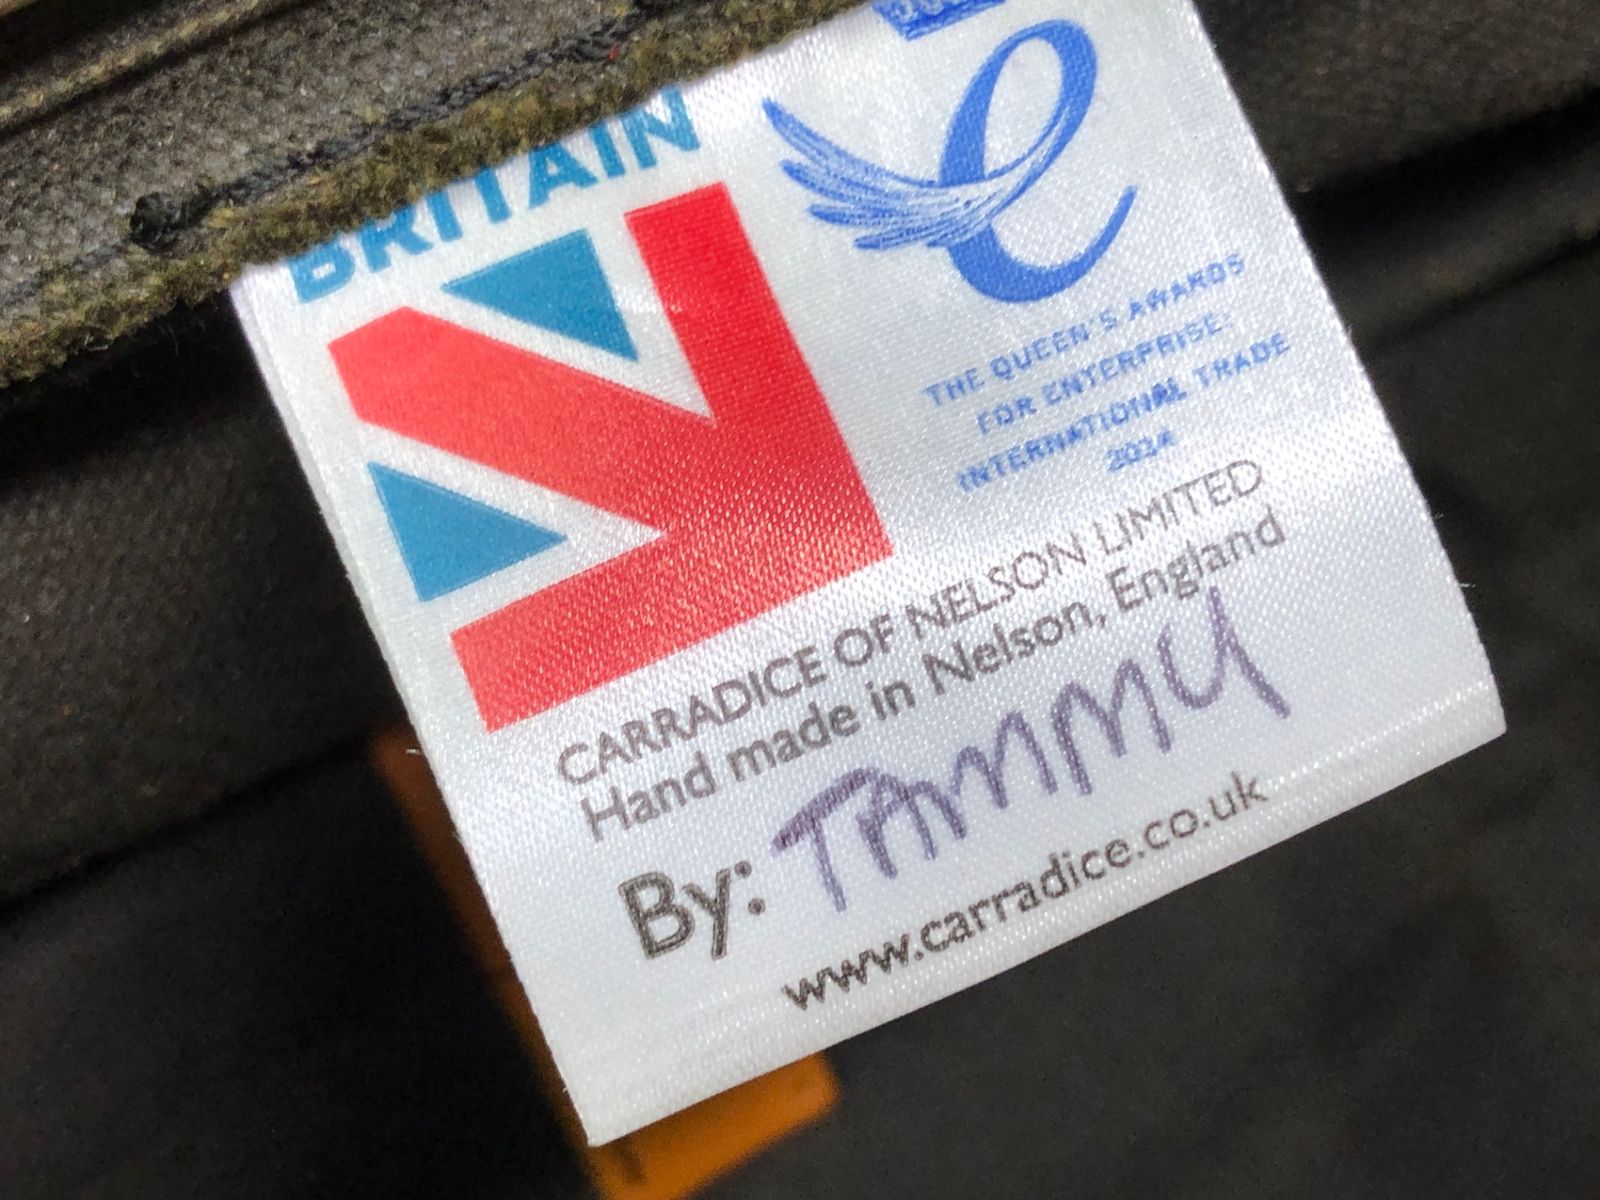 BRITAIN
THE QUEEN'S AWARDS
FOR ENTERPRISE:
INTERNATIONAL TRADE
2014
CARRADICE OF NELSON LIMITED
Hand made in Nelson, England
By: TAMMY
www.carradice.co.uk